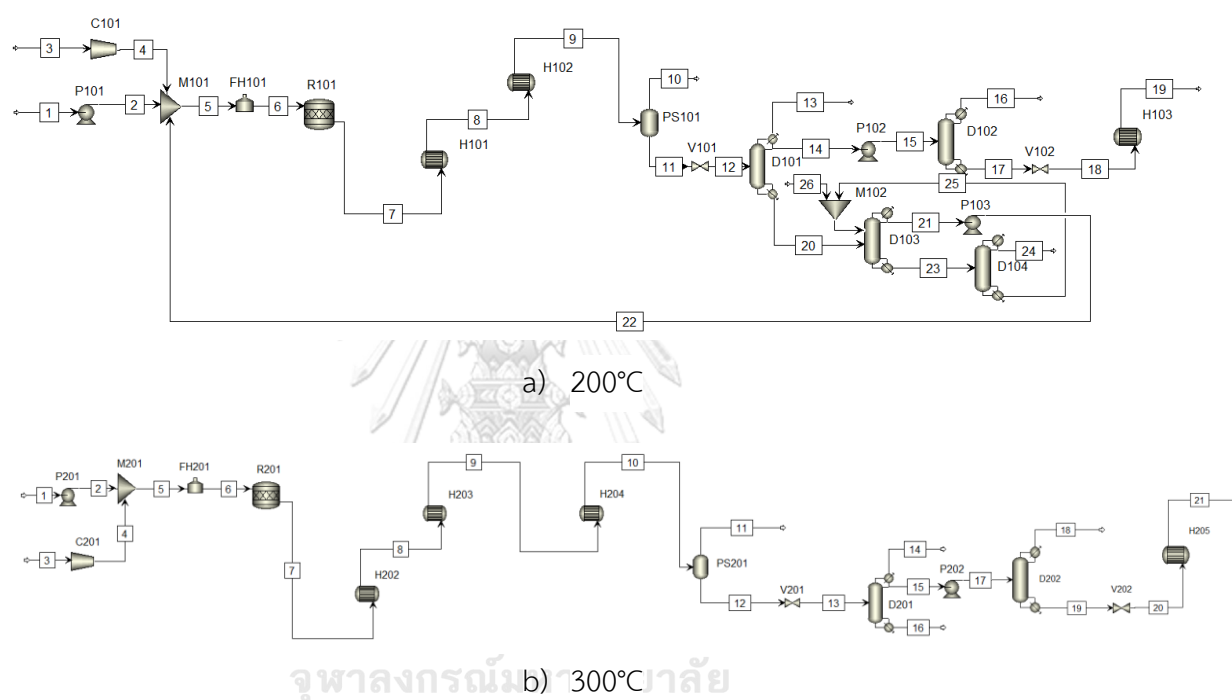 C101
3
4
9
H102
10
19
P101
M101
FH101
R101
1
2
5
6
PS101
13
16
H103
8
H101
V101
P102
D102
14
15
11
12
D101
17
V102
18
7
26
M102
25
P103
21
20
D103
24
23
D104
22
a) 200°C
P201
M201
FH201
R201
1
2
5
6
9
10
21
H203
H204
C201
4
3
11
18
H205
8
PS201
14
7
P202
D202
H202
V201
15
17
V202
12
13
D201
19
20
16
จุฬาลงกรณ์มหาวิทยาลัย
b) 300°C